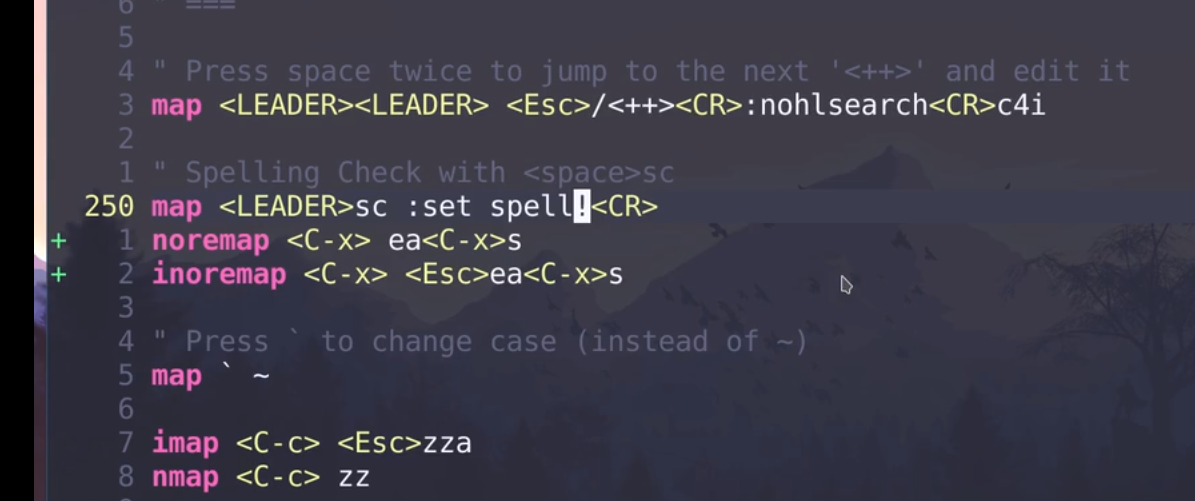 6 " ===
5
4 " Press space twice to jump to the next '<++>' and edit it
3 map <LEADER><LEADER> <Esc>/<++><CR>:nohlsearch<CR>c4i
2
1 " Spelling Check with <space>sc
250 map <LEADER>sc :set spell!<CR>
+ 1 noremap <C-x> ea<C-x>s
+ 2 inoremap <C-x> <Esc>ea<C-x>s
3
4 " Press ` to change case (instead of ~)
5 map ` ~
6
7 imap <C-c> <Esc>zza
8 nmap <C-c> zz